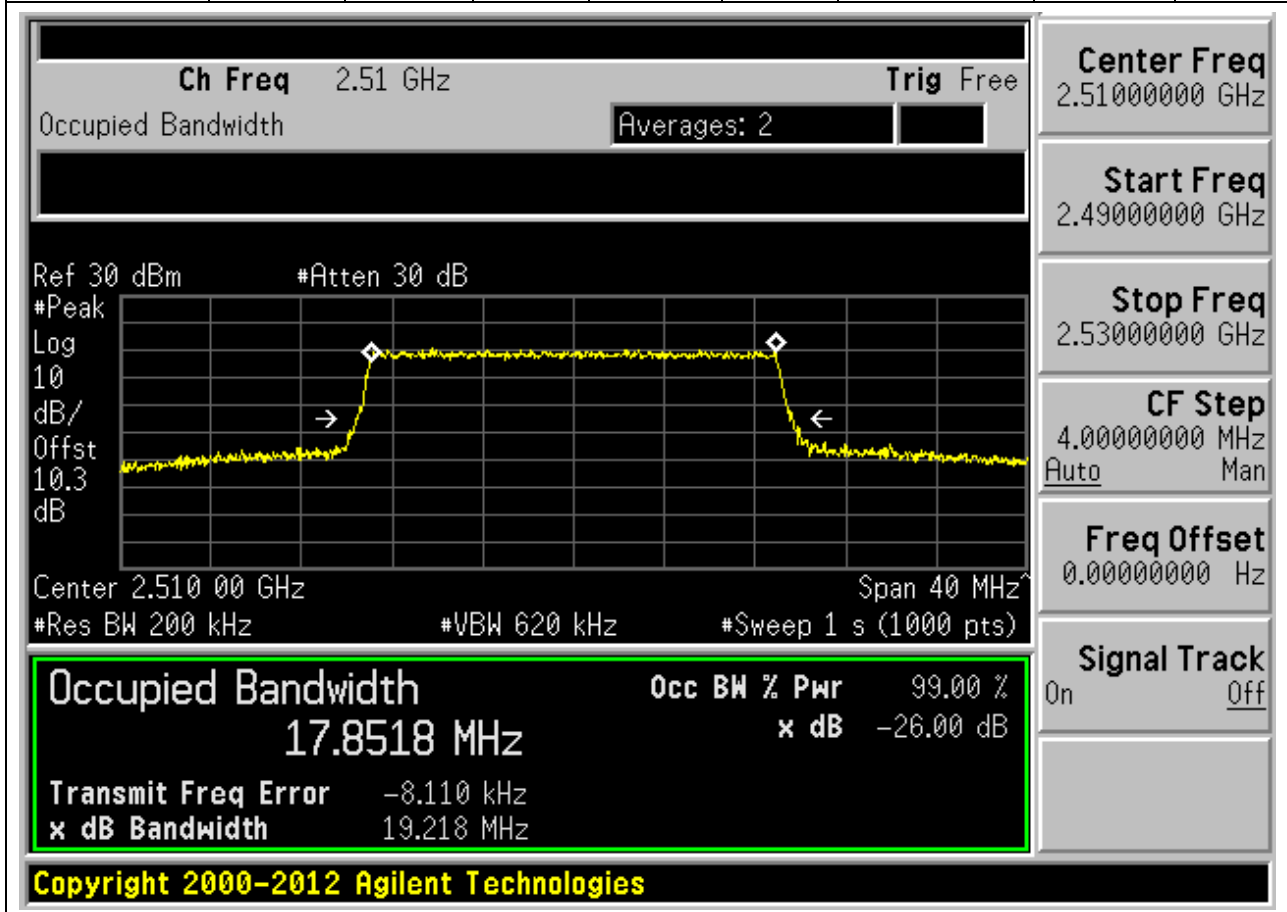 Ch Freq 2.51 GHz Trig Free
Occupied Bandwidth Averages: 2
Ref 30 dBm #Atten 30 dB
#Peak
Log
10
dB/
Offst
10.3
dB
Center 2.510 00 GHz Span 40 MHz^
#Res BW 200 kHz #VBW 620 kHz #Sweep 1 s (1000 pts)
Occupied Bandwidth Occ BW % Pwr 99.00 %
17.8518 MHz x dB -26.00 dB
Transmit Freq Error -8.110 kHz
x dB Bandwidth 19.218 MHz
Copyright 2000-2012 Agilent Technologies
Center Freq
2.51000000 GHz
Start Freq
2.49000000 GHz
Stop Freq
2.53000000 GHz
CF Step
4.00000000 MHz
Auto Man
Freq Offset
0.00000000 Hz
Signal Track
On Off